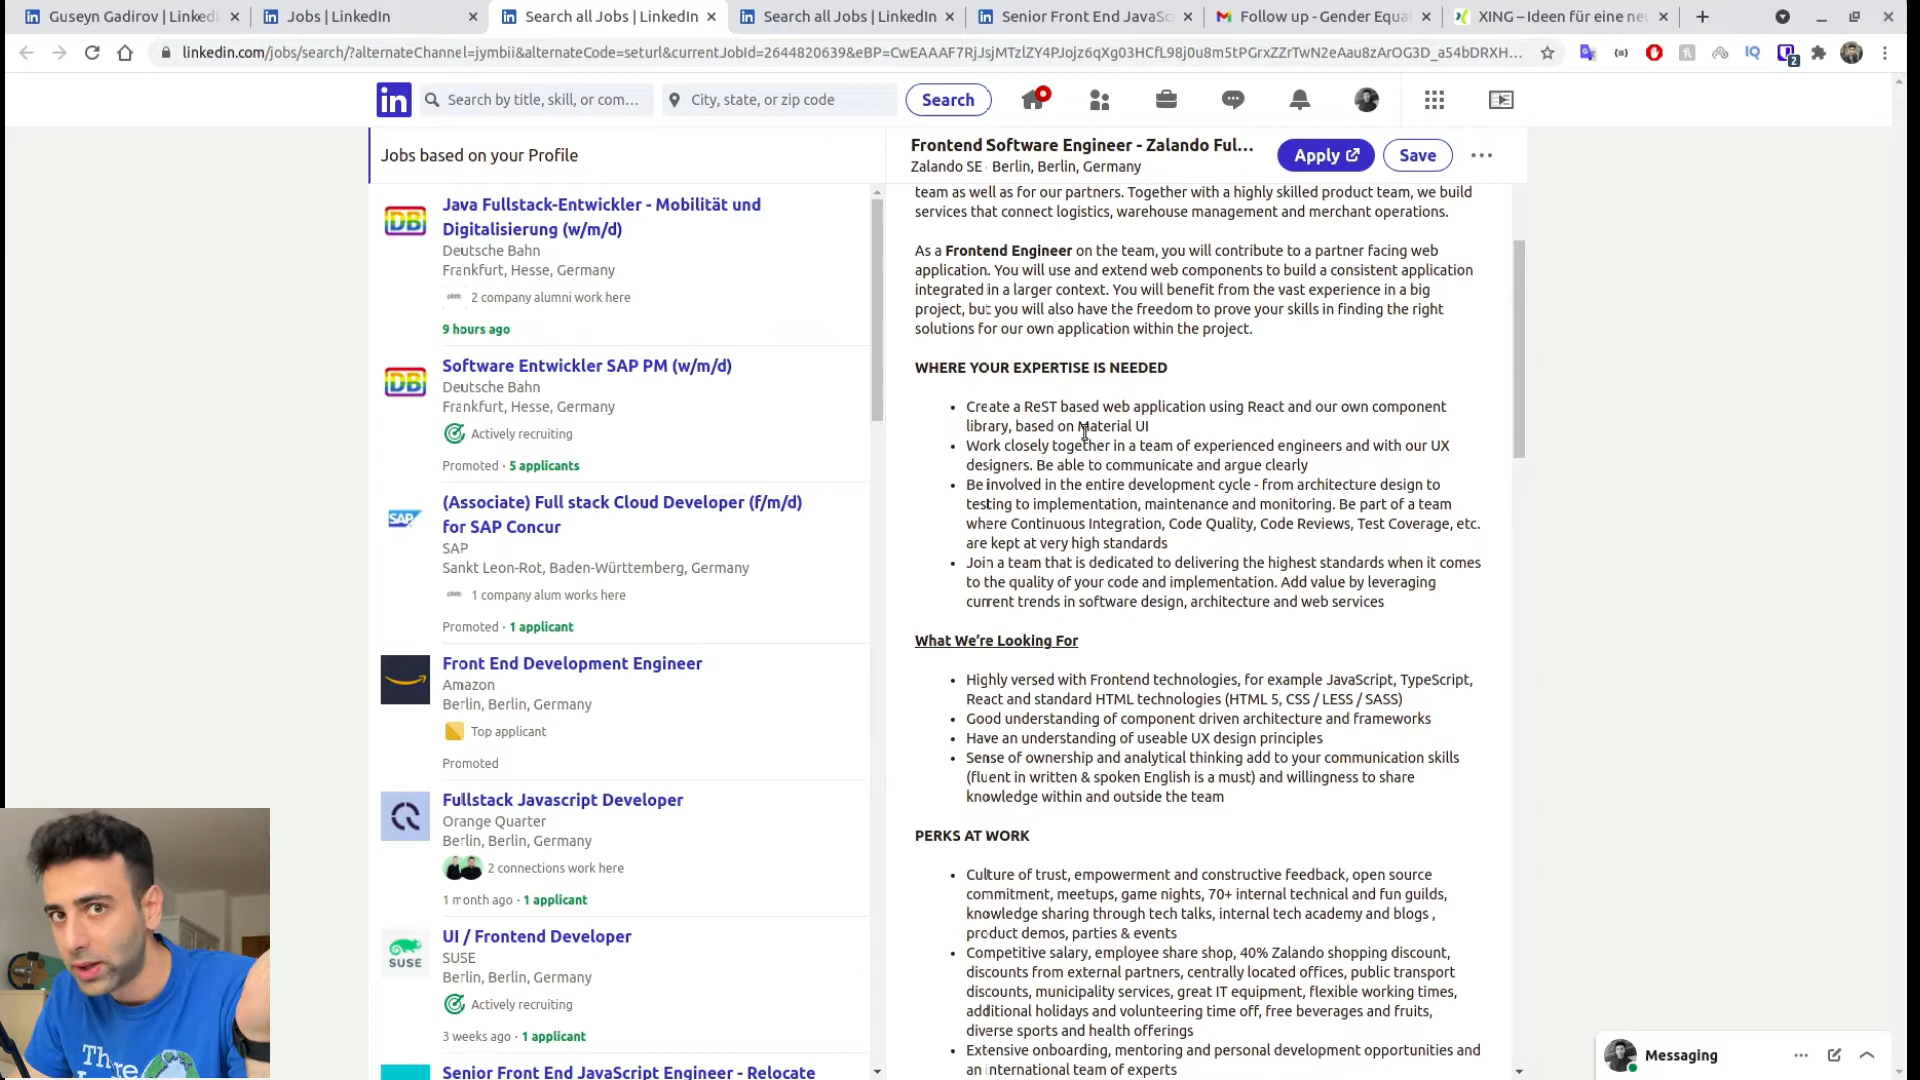 Guseyn Gadirov | Linked
Jobs | LinkedIn
Search all Jobs | LinkedIn
Search all Jobs | LinkedIn
Senior Front End JavaSc
Follow up - Gender Equal
XING – Ideen für eine ne
linkedin.com/jobs/search/?alternateChannel=jymbii&alternateCode=seturl&currentJobId=2644820639&eBP=CwEAAAF7RjJsjMTzlZY4PJojz6qXg03HCfL98j0u8m5tPGrxZZrTwN2eAau8zArOG3D_a54bDRXH...
IQ
2
in
Search by title, skill, or com...
City, state, or zip code
Search
Jobs based on your Profile
DB
Java Fullstack-Entwickler - Mobilität und
Digitalisierung (w/m/d)
Deutsche Bahn
Frankfurt, Hesse, Germany
2 company alumni work here
9 hours ago
DB
Software Entwickler SAP PM (w/m/d)
Deutsche Bahn
Frankfurt, Hesse, Germany
Actively recruiting
Promoted · 5 applicants
SAP
(Associate) Full stack Cloud Developer (f/m/d)
for SAP Concur
SAP
Sankt Leon-Rot, Baden-Württemberg, Germany
1 company alum works here
Promoted · 1 applicant
Front End Development Engineer
Amazon
Berlin, Berlin, Germany
Top applicant
Promoted
Fullstack Javascript Developer
Orange Quarter
Berlin, Berlin, Germany
2 connections work here
1 month ago · 1 applicant
SUSE
UI / Frontend Developer
SUSE
Berlin, Berlin, Germany
Actively recruiting
3 weeks ago · 1 applicant
Senior Front End JavaScript Engineer - Relocate
Frontend Software Engineer - Zalando Ful...
Zalando SE · Berlin, Berlin, Germany
Apply
Save
team as well as for our partners. Together with a highly skilled product team, we build
services that connect logistics, warehouse management and merchant operations.
As a Frontend Engineer on the team, you will contribute to a partner facing web
application. You will use and extend web components to build a consistent application
integrated in a larger context. You will benefit from the vast experience in a big
project, but you will also have the freedom to prove your skills in finding the right
solutions for our own application within the project.
WHERE YOUR EXPERTISE IS NEEDED
• Create a ReST based web application using React and our own component
library, based on Material UI
• Work closely together in a team of experienced engineers and with our UX
designers. Be able to communicate and argue clearly
• Be involved in the entire development cycle - from architecture design to
testing to implementation, maintenance and monitoring. Be part of a team
where Continuous Integration, Code Quality, Code Reviews, Test Coverage, etc.
are kept at very high standards
• Join a team that is dedicated to delivering the highest standards when it comes
to the quality of your code and implementation. Add value by leveraging
current trends in software design, architecture and web services
What We’re Looking For
• Highly versed with Frontend technologies, for example JavaScript, TypeScript,
React and standard HTML technologies (HTML 5, CSS / LESS / SASS)
• Good understanding of component driven architecture and frameworks
• Have an understanding of useable UX design principles
• Sense of ownership and analytical thinking add to your communication skills
(fluent in written & spoken English is a must) and willingness to share
knowledge within and outside the team
PERKS AT WORK
• Culture of trust, empowerment and constructive feedback, open source
commitment, meetups, game nights, 70+ internal technical and fun guilds,
knowledge sharing through tech talks, internal tech academy and blogs ,
product demos, parties & events
• Competitive salary, employee share shop, 40% Zalando shopping discount,
discounts from external partners, centrally located offices, public transport
discounts, municipality services, great IT equipment, flexible working times,
additional holidays and volunteering time off, free beverages and fruits,
diverse sports and health offerings
• Extensive onboarding, mentoring and personal development opportunities and
an international team of experts
Messaging